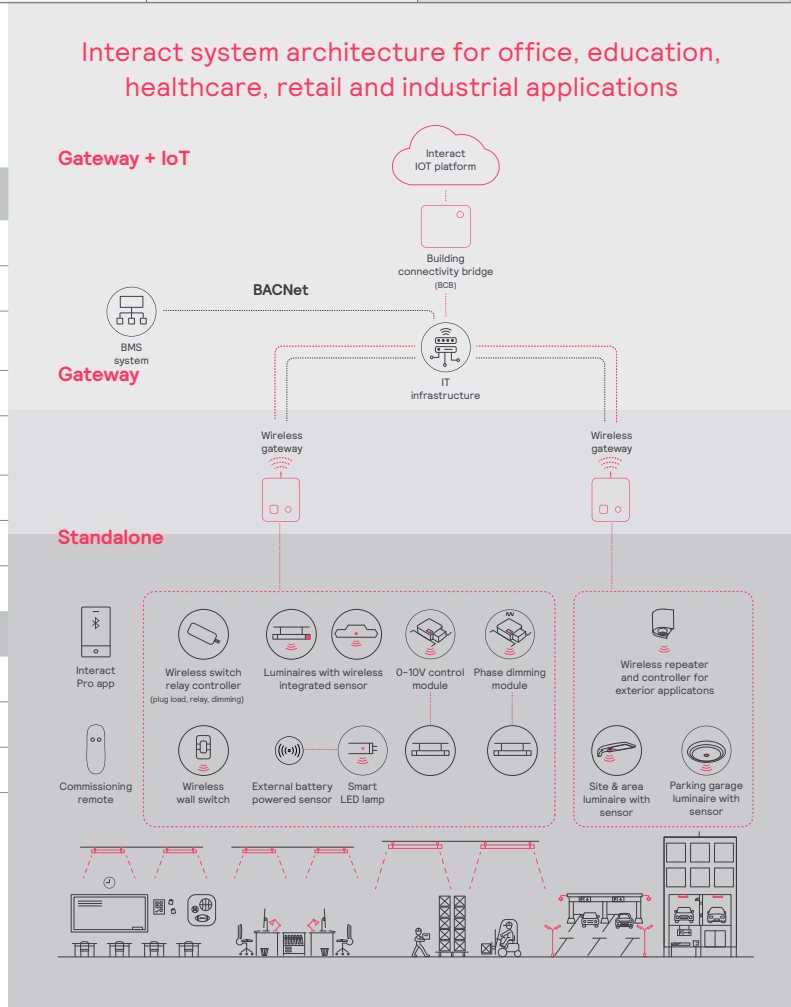 Interact system architecture for office, education,
healthcare, retail and industrial applications
Gateway + IoT
Interact
IOT platform
Building
connectivity bridge
(BCB)
BACNet
BMS
system
IT
infrastructure
Gateway
Wireless
gateway
Wireless
gateway
Standalone
Interact
Pro app
Wireless switch
relay controller
(plug load, relay, dimming)
Luminaires with wireless
integrated sensor
0-10V control
module
Phase dimming
module
Wireless repeater
and controller for
exterior applicatons
Commissioning
remote
Wireless
wall switch
External battery
powered sensor
Smart
LED lamp
Site & area
luminaire with
sensor
Parking garage
luminaire with
sensor